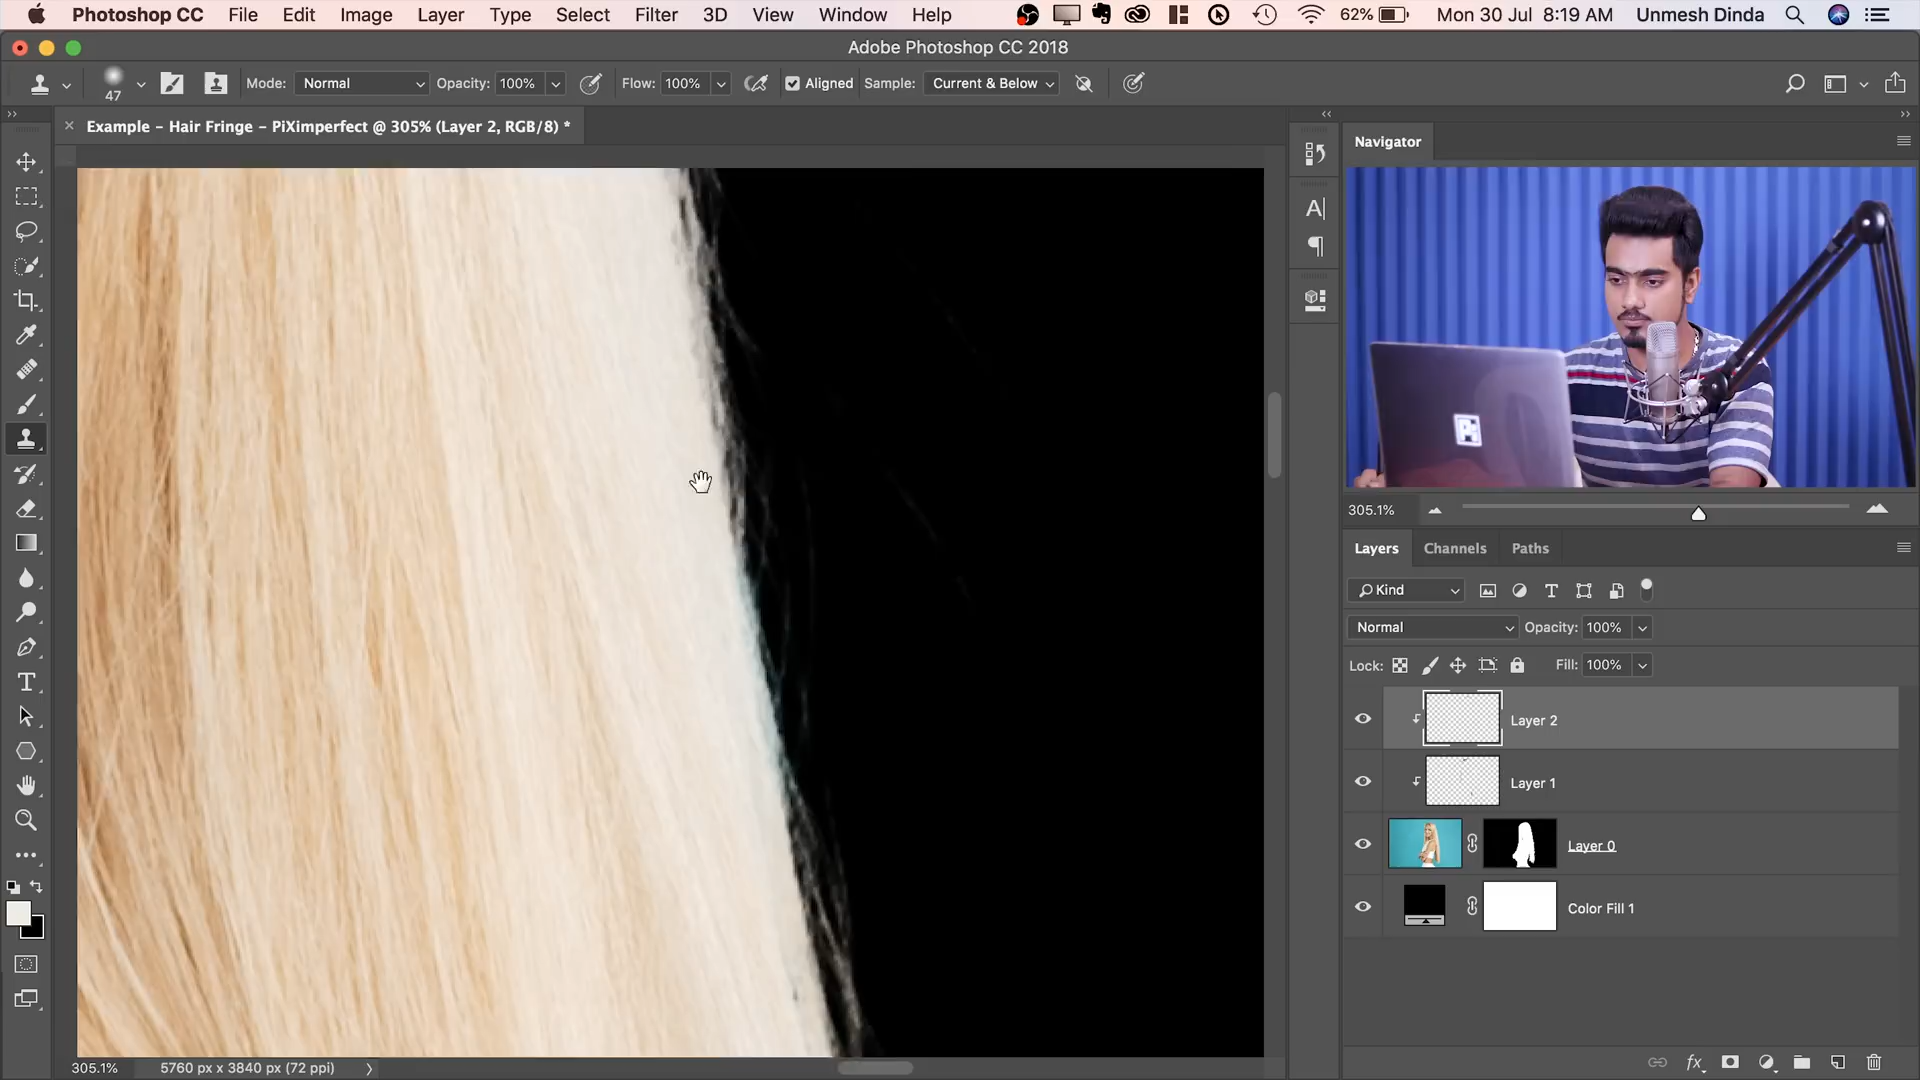 Photoshop CC File Edit Image Layer Type Select Filter 3D View Window Help 62% Mon 30 Jul 8:19 AM Unmesh Dinda
Adobe Photoshop CC 2018
47 Mode: Normal Opacity: 100% Flow: 100% Aligned Sample: Current & Below
Example - Hair Fringe - PiXimperfect @ 305% (Layer 2, RGB/8) *
Navigator
305.1%
Layers Channels Paths
Kind
Normal Opacity: 100%
Lock: Fill: 100%
Layer 2
Layer 1
Layer 0
Color Fill 1
305.1% 5760 px x 3840 px (72 ppi)